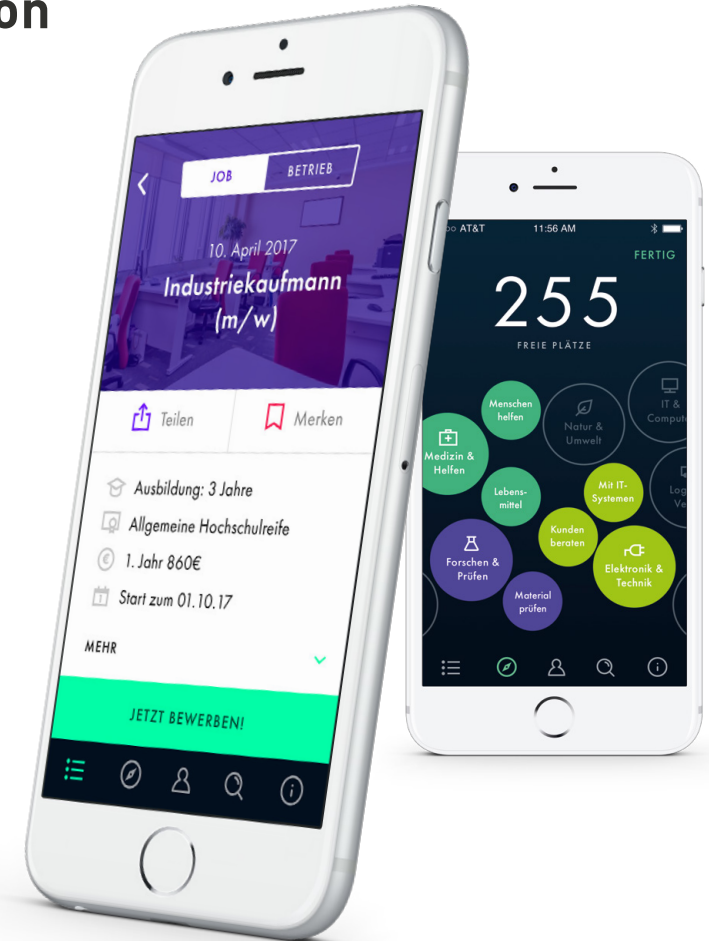 on
JOB
BETRIEB
10. April 2017
Industriekaufmann
(m/w)
Teilen
Merken
Ausbildung: 3 Jahre
Allgemeine Hochschulreife
1. Jahr 860€
Start zum 01.10.17
MEHR
JETZT BEWERBEN!
AT&T
11:56 AM
FERTIG
255
FREIE PLÄTZE
Menschen
helfen
Natur &
Umwelt
IT &
Medizin &
Helfen
Lebens-
mittel
Mit IT-
Systemen
Kunden
beraten
Forschen &
Prüfen
Elektronik &
Technik
Material
prüfen